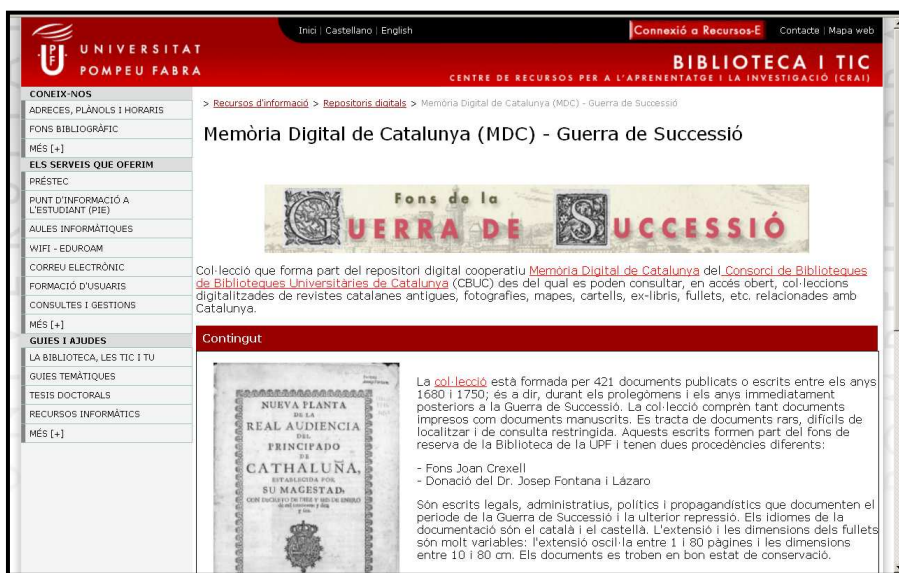 Inici | Castellano | English
Connexió a Recursos-E
Contacte | Mapa web
UPF
UNIVERSITAT
POMPEU FABRA
BIBLIOTECA I TIC
CENTRE DE RECURSOS PER A L'APRENENTATGE I LA INVESTIGACIÓ (CRAI)
CONEIX-NOS
ADRECES, PLÀNOLS I HORARIS
FONS BIBLIOGRÀFIC
MÉS [+]
ELS SERVEIS QUE OFERIM
PRÉSTEC
PUNT D'INFORMACIÓ A
L'ESTUDIANT (PIE)
AULES INFORMÀTIQUES
WIFI - EDUROAM
CORREU ELECTRÒNIC
FORMACIÓ D'USUARIS
CONSULTES I GESTIONS
MÉS [+]
GUIES I AJUDES
LA BIBLIOTECA, LES TIC I TU
GUIES TEMÀTIQUES
TESIS DOCTORALS
RECURSOS INFORMÀTICS
MÉS [+]
> Recursos d'informació > Repositoris digitals > Memòria Digital de Catalunya (MDC) - Guerra de Successió
Memòria Digital de Catalunya (MDC) - Guerra de Successió
Fons de la
GUERRA DE SUCCESSIÓ
Col·lecció que forma part del repositori digital cooperatiu Memòria Digital de Catalunya del Consorci de Biblioteques
de Biblioteques Universitàries de Catalunya (CBUC) des del qual es poden consultar, en accés obert, col·leccions
digitalitzades de revistes catalanes antigues, fotografies, mapes, cartells, ex-libris, fullets, etc. relacionades amb
Catalunya.
Contingut
NUEVA PLANTA
DE LA
REAL AUDIENCIA
DEL
PRINCIPADO
DE
CATHALUÑA,
ESTABLECIDA POR
SU MAGESTAD,
La col·lecció està formada per 421 documents publicats o escrits entre els anys
1680 i 1750; és a dir, durant els prolegòmens i els anys immediatament
posteriors a la Guerra de Successió. La col·lecció comprèn tant documents
impresos com documents manuscrits. Es tracta de documents rars, difícils de
localitzar i de consulta restringida. Aquests escrits formen part del fons de
reserva de la Biblioteca de la UPF i tenen dues procedències diferents:
- Fons Joan Crexell
- Donació del Dr. Josep Fontana i Lázaro
Són escrits legals, administratius, polítics i propagandístics que documenten el
periode de la Guerra de Successió i la ulterior repressió. Els idiomes de la
documentació són el català i el castellà. L'extensió i les dimensions dels fullets
són molt variables: l'extensió oscil·la entre 1 i 80 pàgines i les dimensions
entre 10 i 80 cm. Els documents es troben en bon estat de conservació.